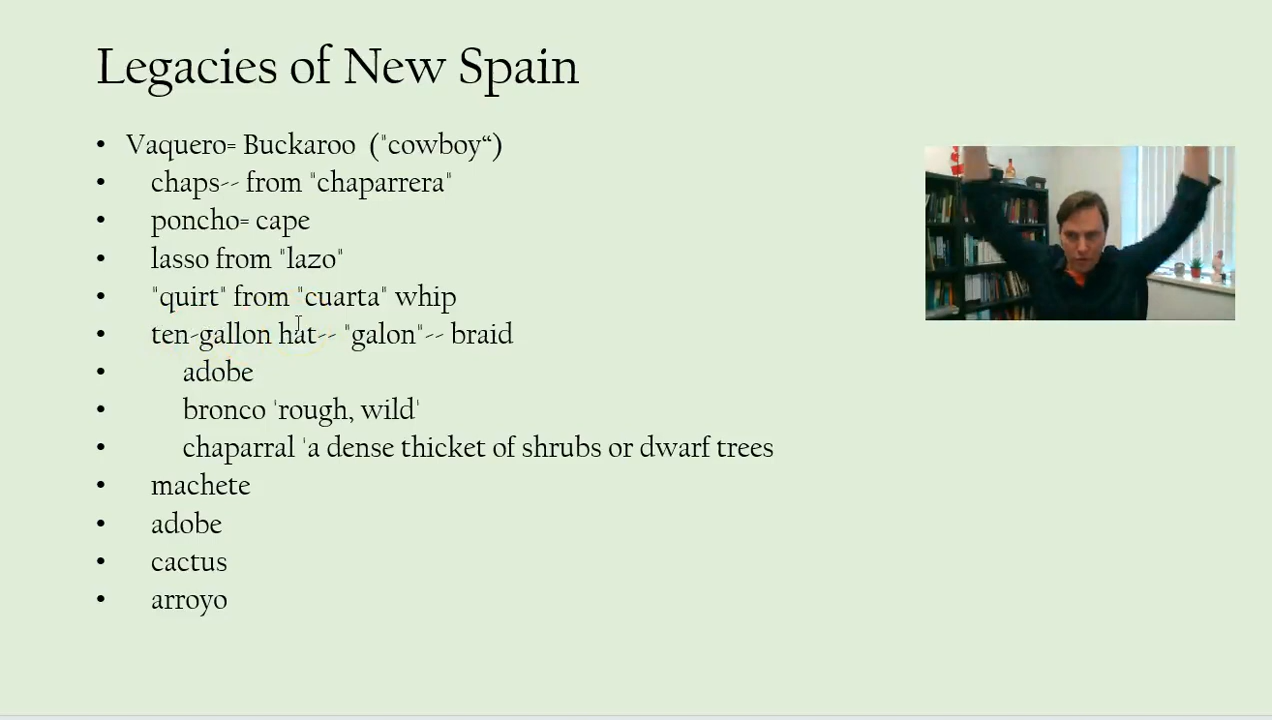 Legacies of New Spain
• Vaquero= Buckaroo ("cowboy“)
• chaps-- from "chaparrera"
• poncho= cape
• lasso from "lazo"
• "quirt" from "cuarta" whip
• ten-gallon hat-- "galon"-- braid
• adobe
• bronco 'rough, wild'
• chaparral 'a dense thicket of shrubs or dwarf trees
• machete
• adobe
• cactus
• arroyo